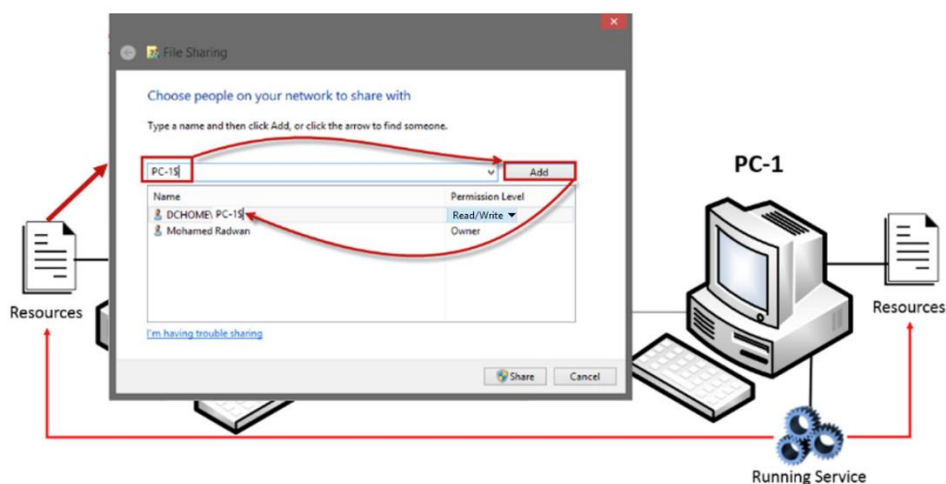 File Sharing
Choose people on your network to share with
Type a name and then click Add, or click the arrow to find someone.
PC-1$
Add
Name Permission Level
DCHOME\ PC-1$ Read/Write
Mohamed Radwan Owner
I'm having trouble sharing
Share Cancel
Resources
PC-1
Resources
Running Service